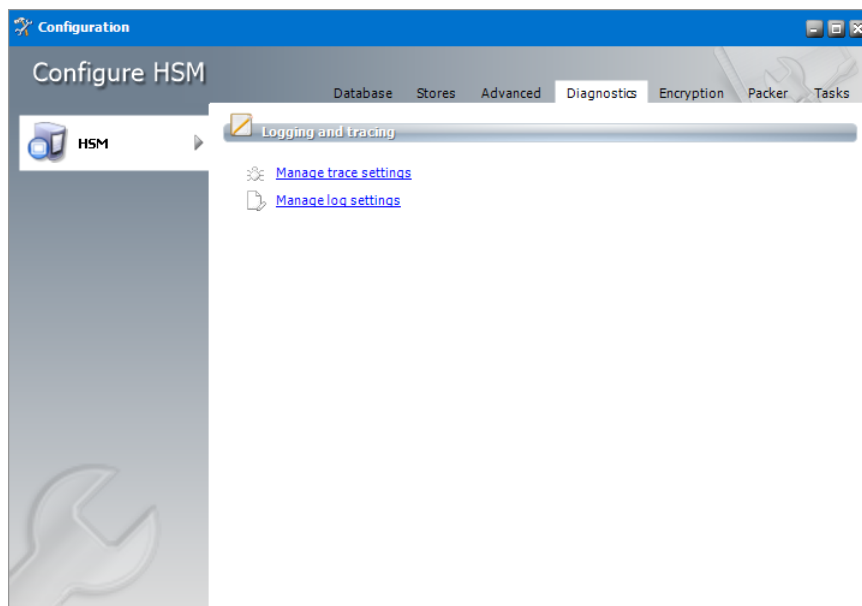 Configuration
Configure HSM
Database Stores Advanced Diagnostics Encryption Packer Tasks
HSM
Logging and tracing
Manage trace settings
Manage log settings